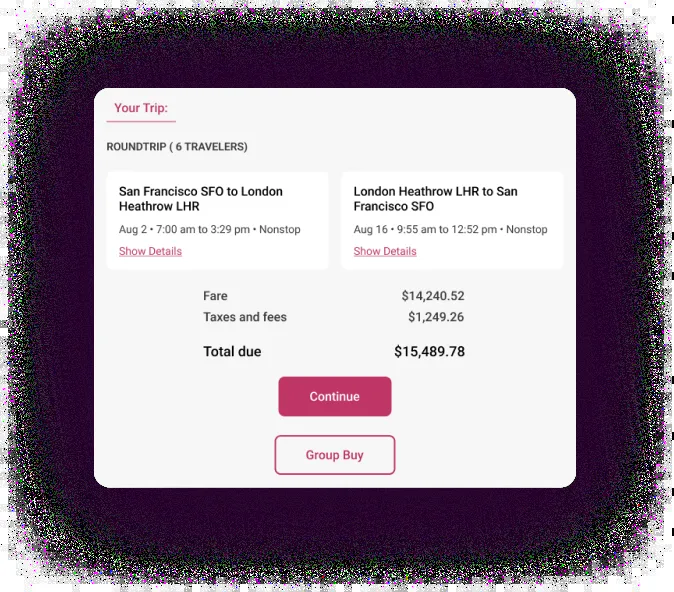 Your Trip:
ROUNDTRIP ( 6 TRAVELERS)
San Francisco SFO to London
Heathrow LHR
Aug 2 • 7:00 am to 3:29 pm • Nonstop
Show Details
London Heathrow LHR to San
Francisco SFO
Aug 16 • 9:55 am to 12:52 pm • Nonstop
Show Details
Fare $14,240.52
Taxes and fees $1,249.26
Total due $15,489.78
Continue
Group Buy